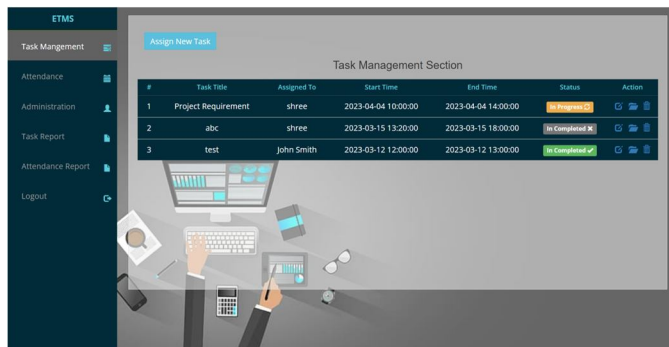 ETMS
Task Mangement
Attendance
Administration
Task Report
Attendance Report
Logout
Assign New Task
Task Management Section
# Task Title Assigned To Start Time End Time Status Action
1 Project Requirement shree 2023-04-04 10:00:00 2023-04-04 14:00:00 In Progress
2 abc shree 2023-03-15 13:20:00 2023-03-15 18:00:00 In Completed
3 test John Smith 2023-03-12 12:00:00 2023-03-12 13:00:00 In Completed